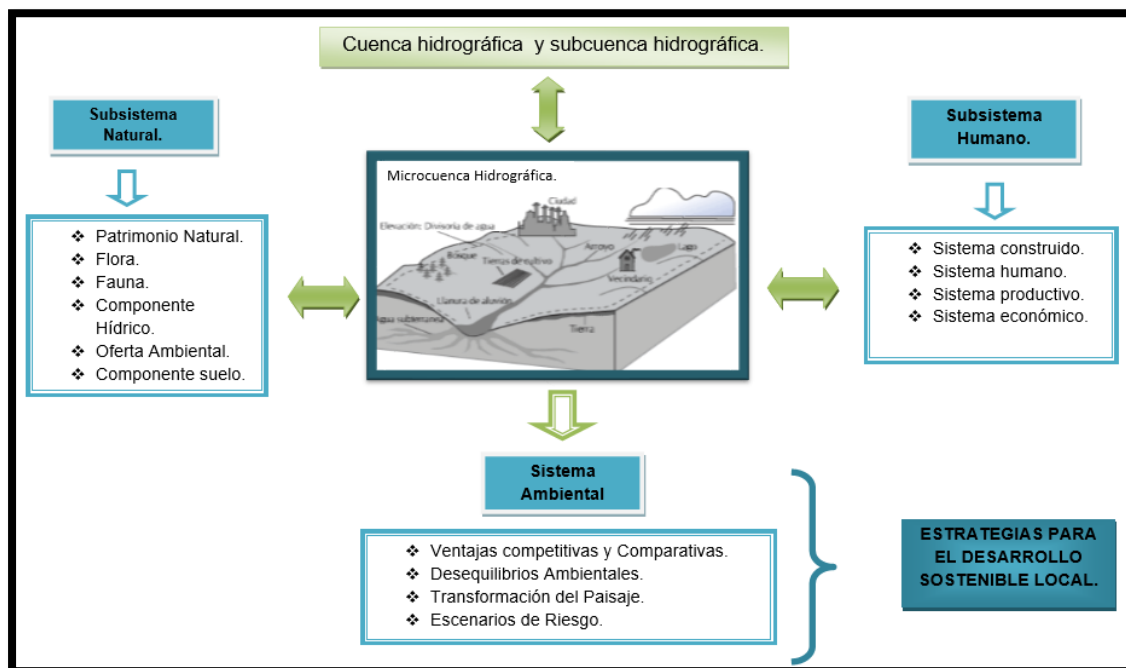 Cuenca hidrográfica y subcuenca hidrográfica.
Subsistema
Natural.
❖ Patrimonio Natural.
❖ Flora.
❖ Fauna.
❖ Componente
Hídrico.
❖ Oferta Ambiental.
❖ Componente suelo.
Microcuenca Hidrográfica.
Ciudad
Elevación: Divisoria de agua
Bosque
Tierras de cultivo
Arroyo
Lago
Vecindario
Llanura de aluvión
Agua subterranea
Tierra
Subsistema
Humano.
❖ Sistema construido.
❖ Sistema humano.
❖ Sistema productivo.
❖ Sistema económico.
Sistema
Ambiental
❖ Ventajas competitivas y Comparativas.
❖ Desequilibrios Ambientales.
❖ Transformación del Paisaje.
❖ Escenarios de Riesgo.
ESTRATEGIAS PARA
EL DESARROLLO
SOSTENIBLE LOCAL.